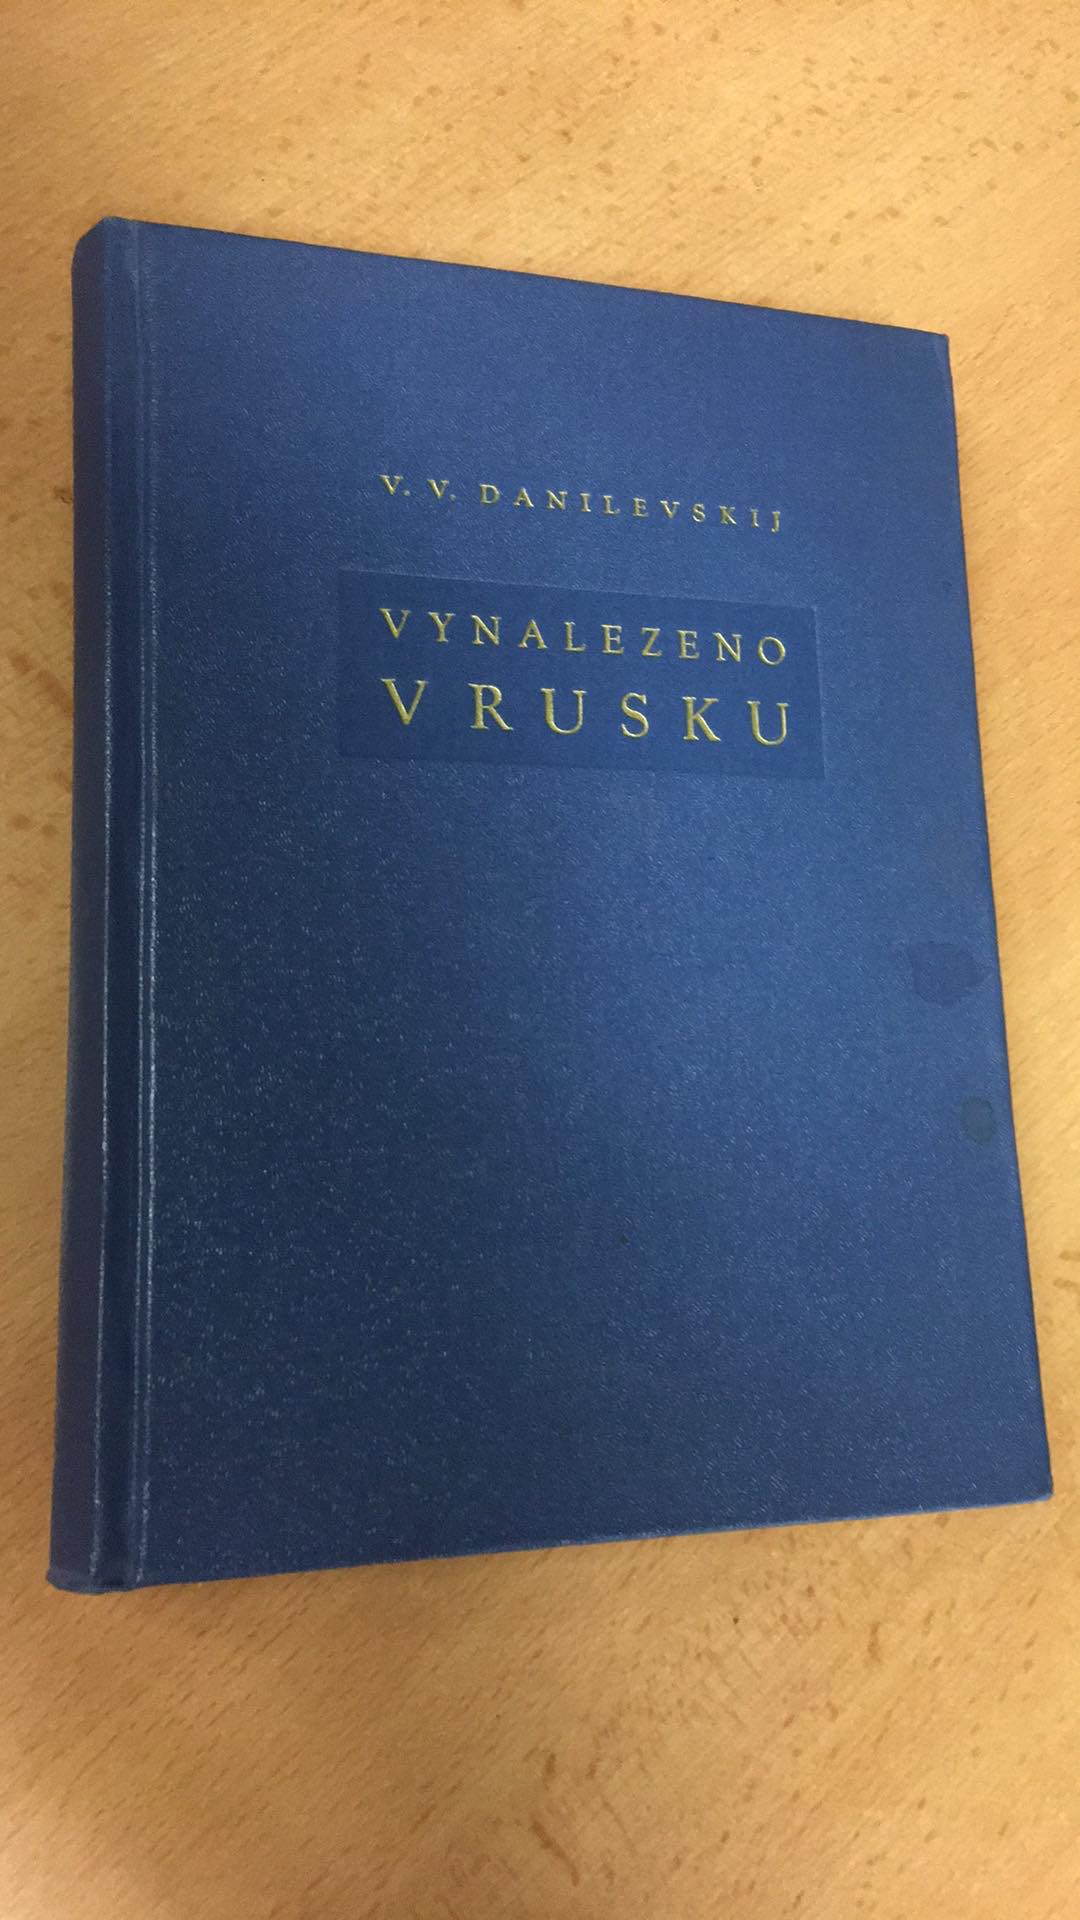 V. V. DANILEVSKIJ
VYNALEZENO
V RUSKU